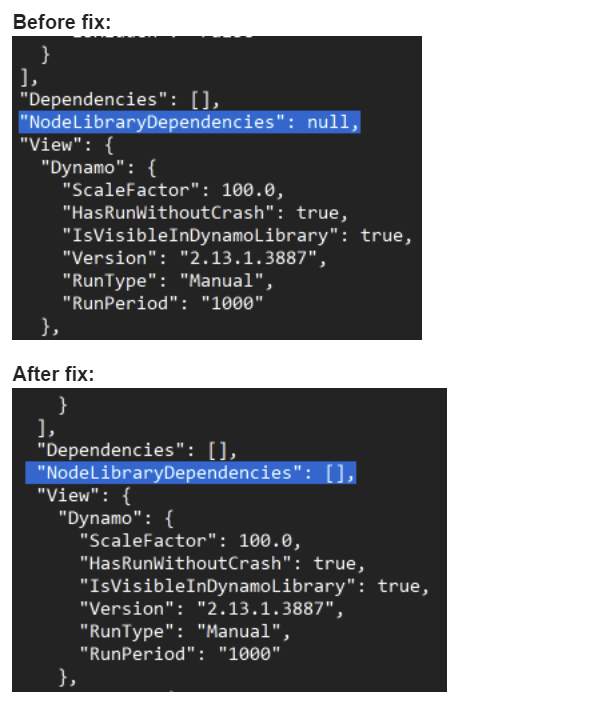 Before fix:
}
],
"Dependencies": [],
"NodeLibraryDependencies": null,
"View": {
"Dynamo": {
"ScaleFactor": 100.0,
"HasRunWithoutCrash": true,
"IsVisibleInDynamoLibrary": true,
"Version": "2.13.1.3887",
"RunType": "Manual",
"RunPeriod": "1000"
},
After fix:
}
],
"Dependencies": [],
"NodeLibraryDependencies": [],
"View": {
"Dynamo": {
"ScaleFactor": 100.0,
"HasRunWithoutCrash": true,
"IsVisibleInDynamoLibrary": true,
"Version": "2.13.1.3887",
"RunType": "Manual",
"RunPeriod": "1000"
},